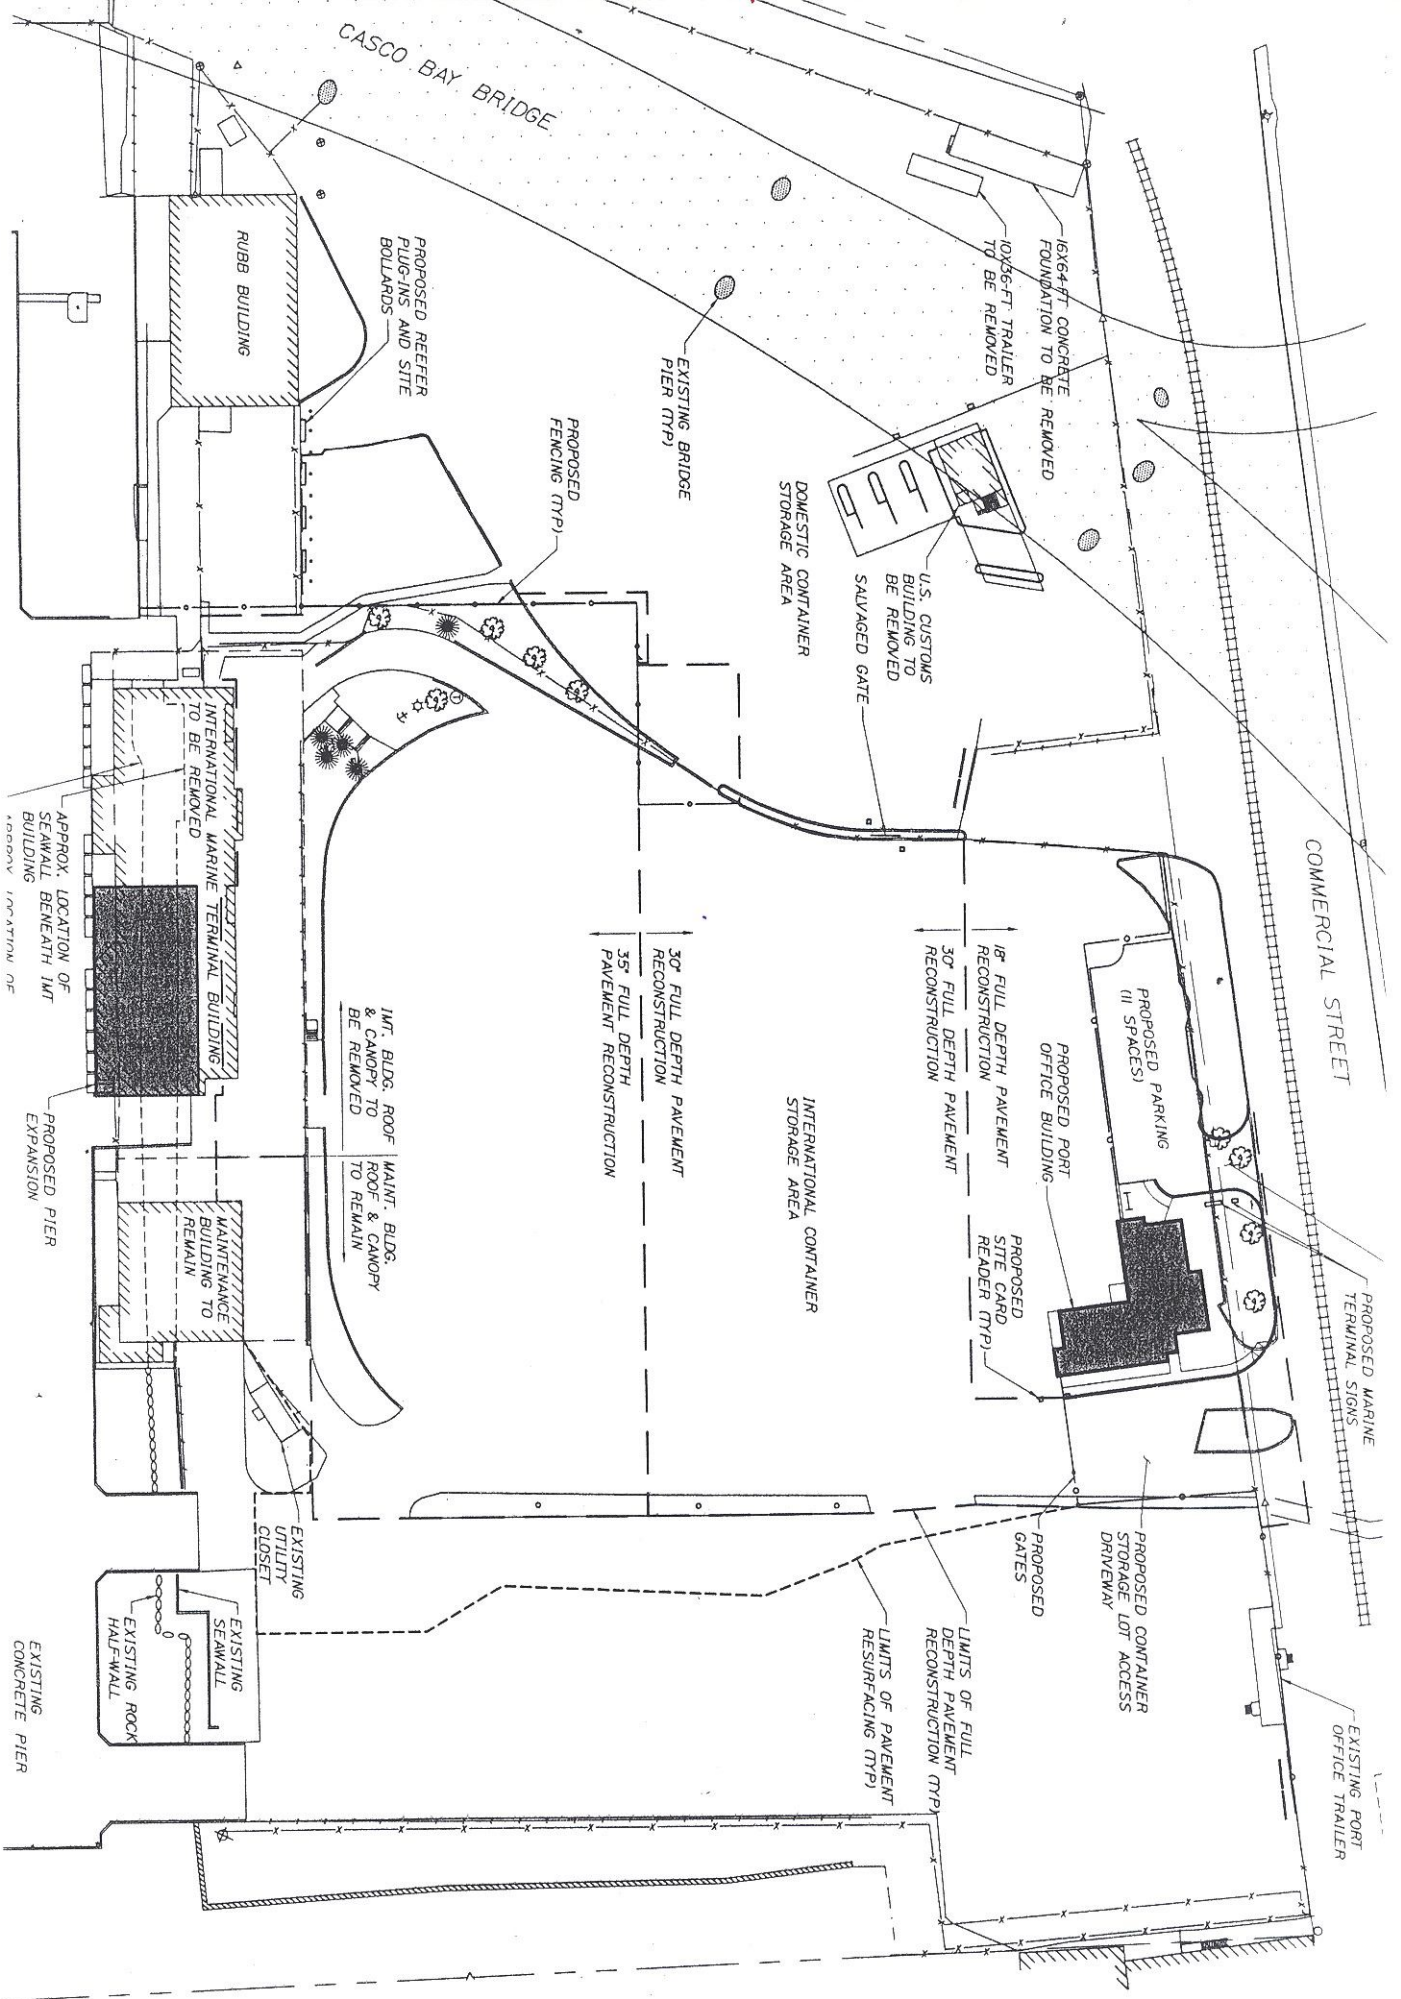 CASCO BAY BRIDGE
COMMERCIAL STREET
16X64-FT CONCRETE
FOUNDATION TO BE REMOVED
10X36-FT TRAILER
TO BE REMOVED
RUBB BUILDING
PROPOSED REEFER
PLUG-INS AND SITE
BOLLARDS
EXISTING BRIDGE
PIER (TYP)
PROPOSED
FENCING (TYP)
DOMESTIC CONTAINER
STORAGE AREA
U.S. CUSTOMS
BUILDING TO
BE REMOVED
SALVAGED GATE
18" FULL DEPTH PAVEMENT
RECONSTRUCTION
30" FULL DEPTH PAVEMENT
RECONSTRUCTION
30" FULL DEPTH PAVEMENT
RECONSTRUCTION
35" FULL DEPTH
PAVEMENT RECONSTRUCTION
PROPOSED PARKING
(11 SPACES)
PROPOSED PORT
OFFICE BUILDING
PROPOSED
SITE CARD
READER (TYP)
PROPOSED MARINE
TERMINAL SIGNS
INTERNATIONAL CONTAINER
STORAGE AREA
IMT. BLDG. ROOF
& CANOPY TO
BE REMOVED
MAINT. BLDG.
ROOF & CANOPY
TO REMAIN
INTERNATIONAL MARINE TERMINAL BUILDING
TO BE REMOVED
APPROX. LOCATION OF
SEAWALL BENEATH IMT
BUILDING
APPROX. LOCATION OF
PROPOSED PIER
EXPANSION
MAINTENANCE
BUILDING TO
REMAIN
EXISTING
UTILITY
CLOSET
EXISTING
SEAWALL
EXISTING ROCK
HALF-WALL
EXISTING
CONCRETE PIER
PROPOSED
GATES
PROPOSED CONTAINER
STORAGE LOT ACCESS
DRIVEWAY
LIMITS OF FULL
DEPTH PAVEMENT
RECONSTRUCTION (TYP)
LIMITS OF PAVEMENT
RESURFACING (TYP)
EXISTING PORT
OFFICE TRAILER